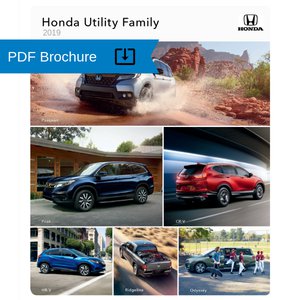 Honda Utility Family
2019
HONDA
PDF Brochure
Passport
Pilot
CR-V
HR-V
Ridgeline
Odyssey